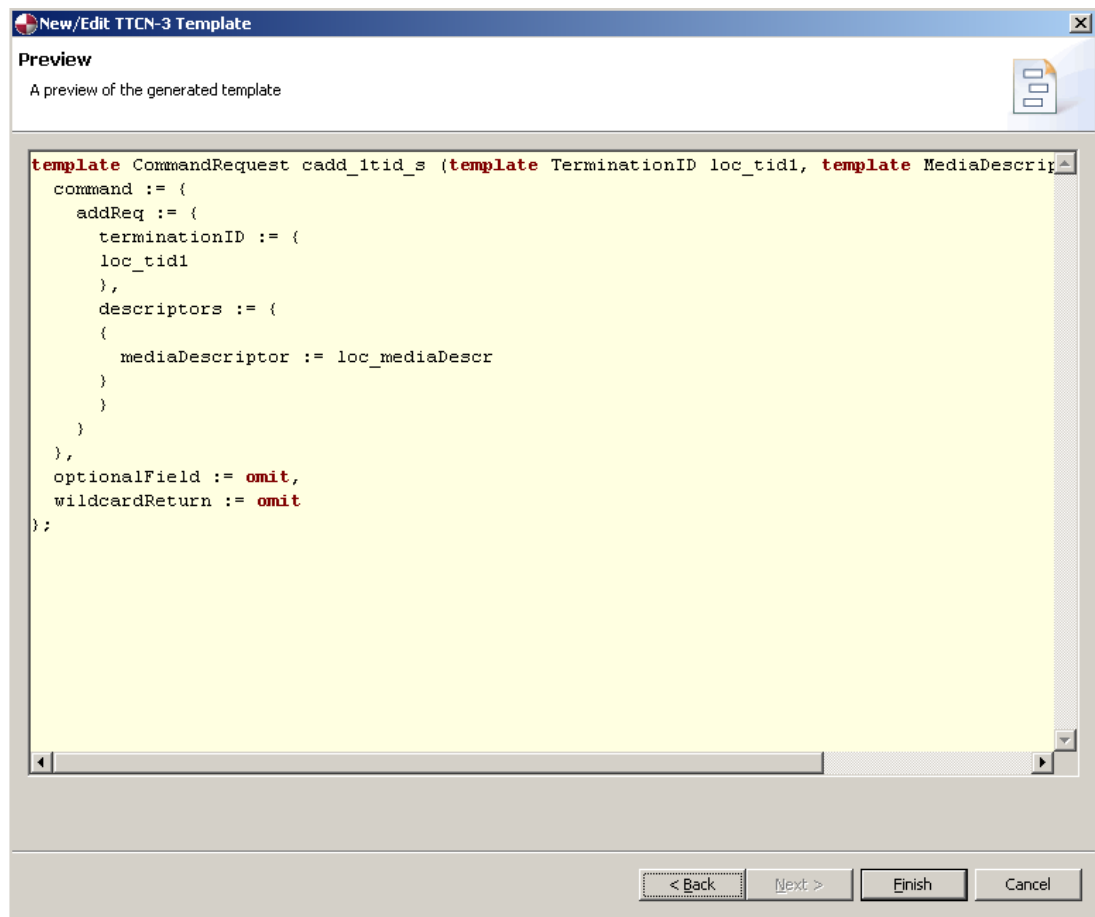 New/Edit TTCN-3 Template
Preview
A preview of the generated template
template CommandRequest cadd_1tid_s (template TerminationID loc_tid1, template MediaDescrip
command := {
addReq := {
terminationID := {
loc_tid1
},
descriptors := {
{
mediaDescriptor := loc_mediaDescr
}
}
}
},
optionalField := omit,
wildcardReturn := omit
};
< Back
Next >
Finish
Cancel